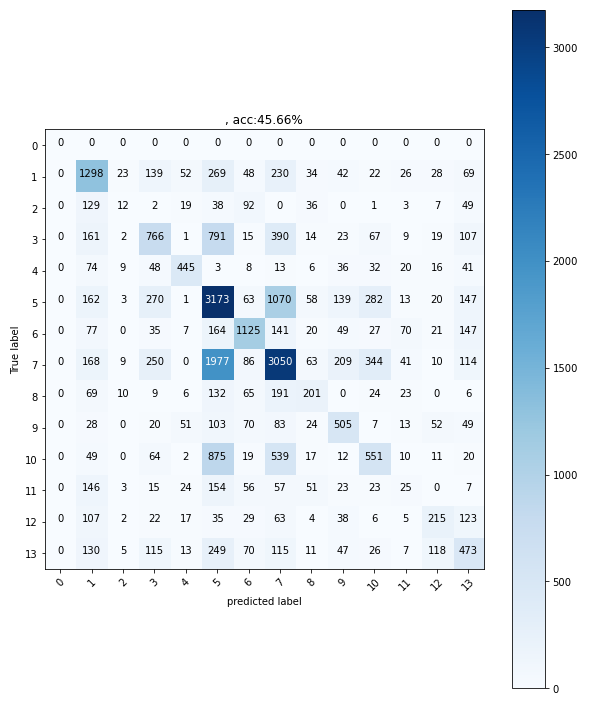 , acc:45.66%
0 0 0 0 0 0 0 0 0 0 0 0 0 0 0
1 0 1298 23 139 52 269 48 230 34 42 22 26 28 69
2 0 129 12 2 19 38 92 0 36 0 1 3 7 49
3 0 161 2 766 1 791 15 390 14 23 67 9 19 107
4 0 74 9 48 445 3 8 13 6 36 32 20 16 41
5 0 162 3 270 1 3173 63 1070 58 139 282 13 20 147
6 0 77 0 35 7 164 1125 141 20 49 27 70 21 147
7 0 168 9 250 0 1977 86 3050 63 209 344 41 10 114
8 0 69 10 9 6 132 65 191 201 0 24 23 0 6
9 0 28 0 20 51 103 70 83 24 505 7 13 52 49
10 0 49 0 64 2 875 19 539 17 12 551 10 11 20
11 0 146 3 15 24 154 56 57 51 23 23 25 0 7
12 0 107 2 22 17 35 29 63 4 38 6 5 215 123
13 0 130 5 115 13 249 70 115 11 47 26 7 118 473
0 1 2 3 4 5 6 7 8 9 10 11 12 13
predicted label
True label
3000
2500
2000
1500
1000
500
0